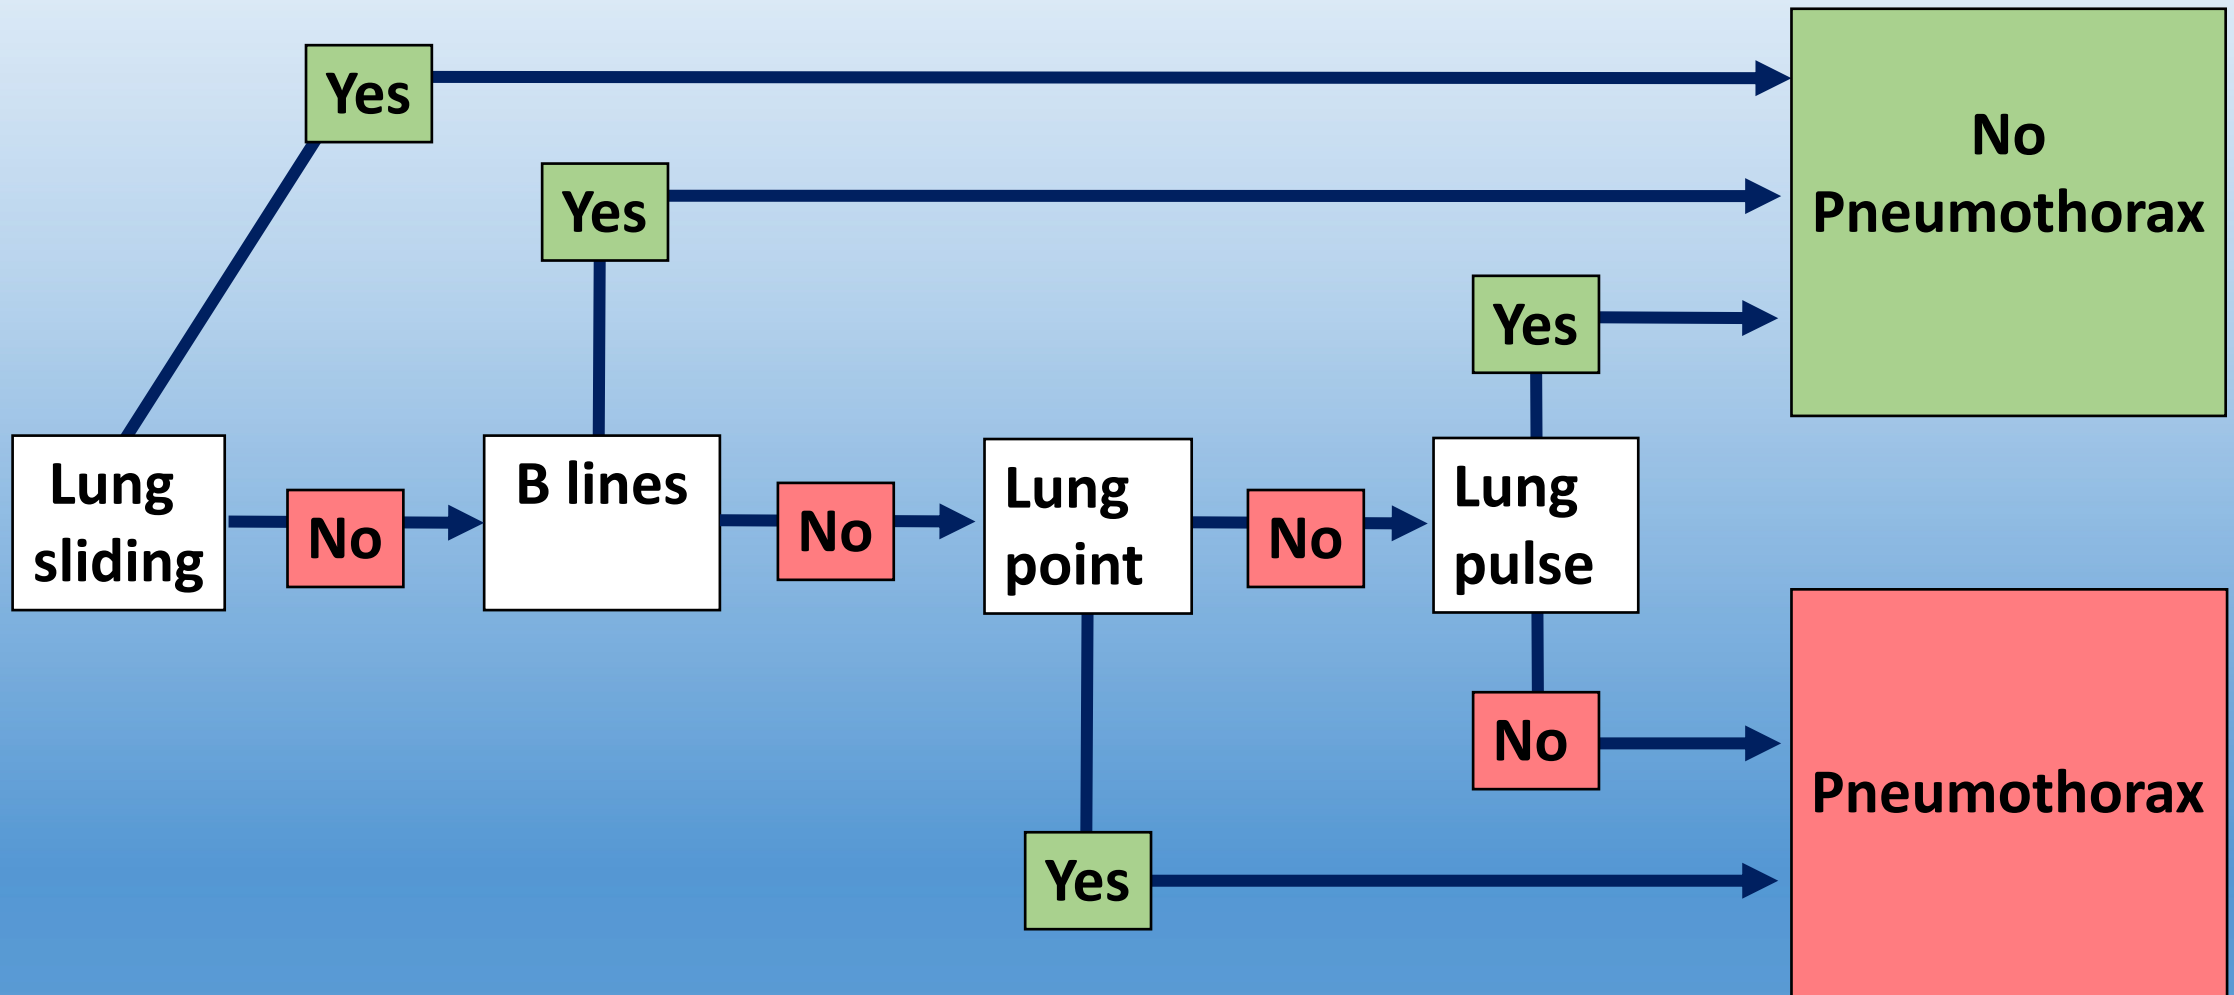 Yes
No
Pneumothorax
Yes
Yes
Lung
sliding
No
B lines
No
Lung
point
No
Lung
pulse
No
Pneumothorax
Yes